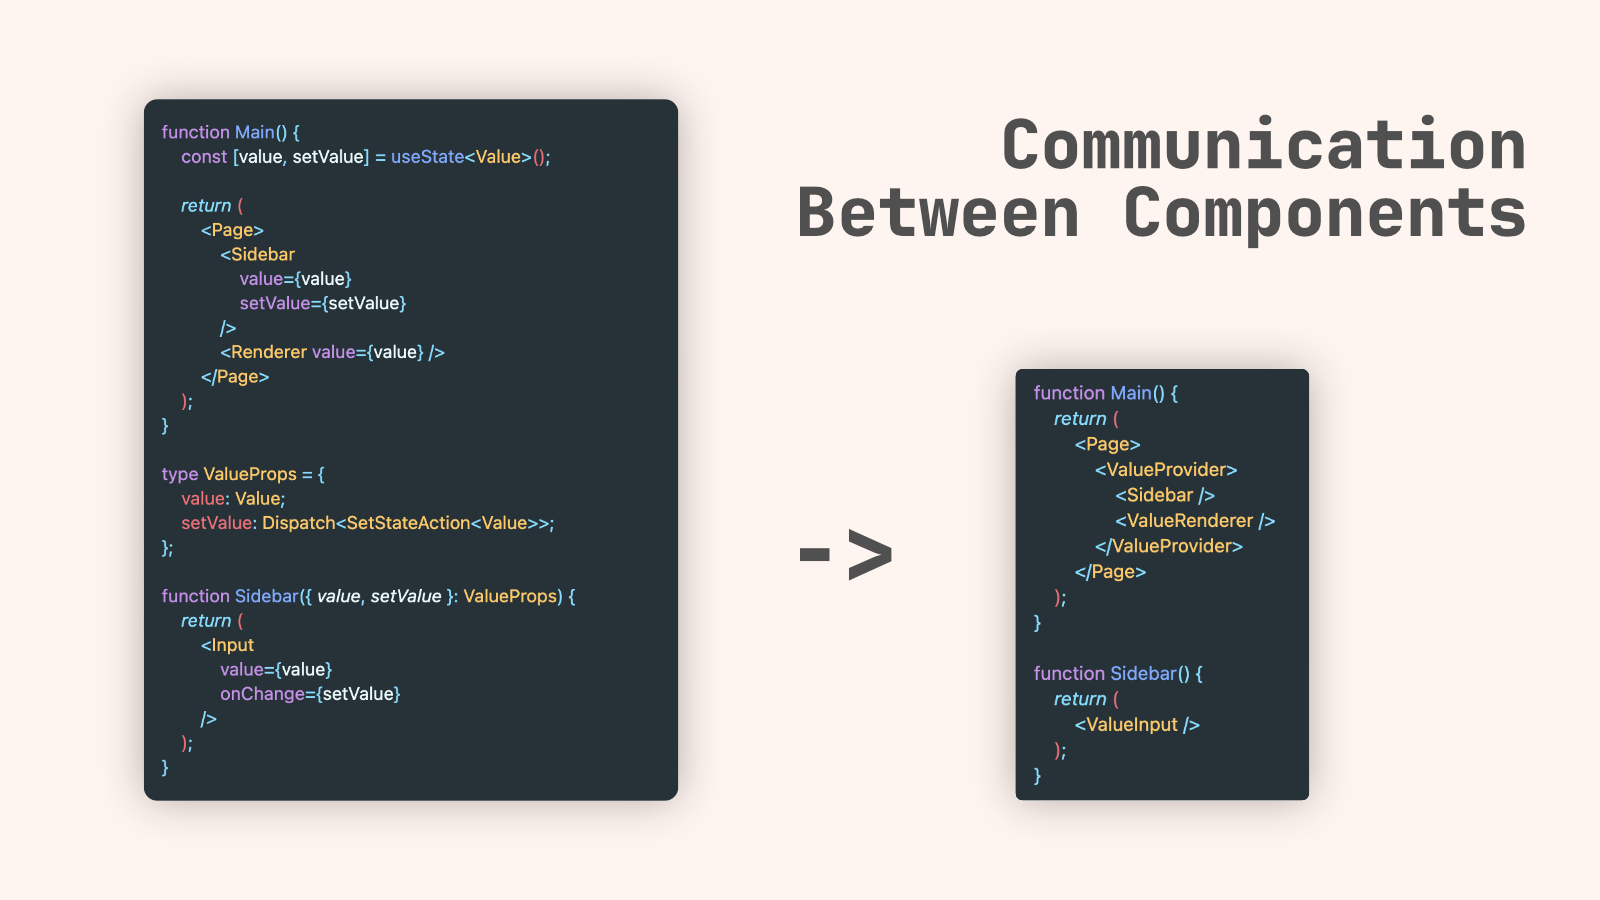 Communication
Between Components
function Main() {
  const [value, setValue] = useState<Value>();

  return (
    <Page>
      <Sidebar
        value={value}
        setValue={setValue}
      />
      <Renderer value={value} />
    </Page>
  );
}

type ValueProps = {
  value: Value;
  setValue: Dispatch<SetStateAction<Value>>;
};

function Sidebar({ value, setValue }: ValueProps) {
  return (
    <Input
      value={value}
      onChange={setValue}
    />
  );
}
->
function Main() {
  return (
    <Page>
      <ValueProvider>
        <Sidebar />
        <ValueRenderer />
      </ValueProvider>
    </Page>
  );
}

function Sidebar() {
  return (
    <ValueInput />
  );
}